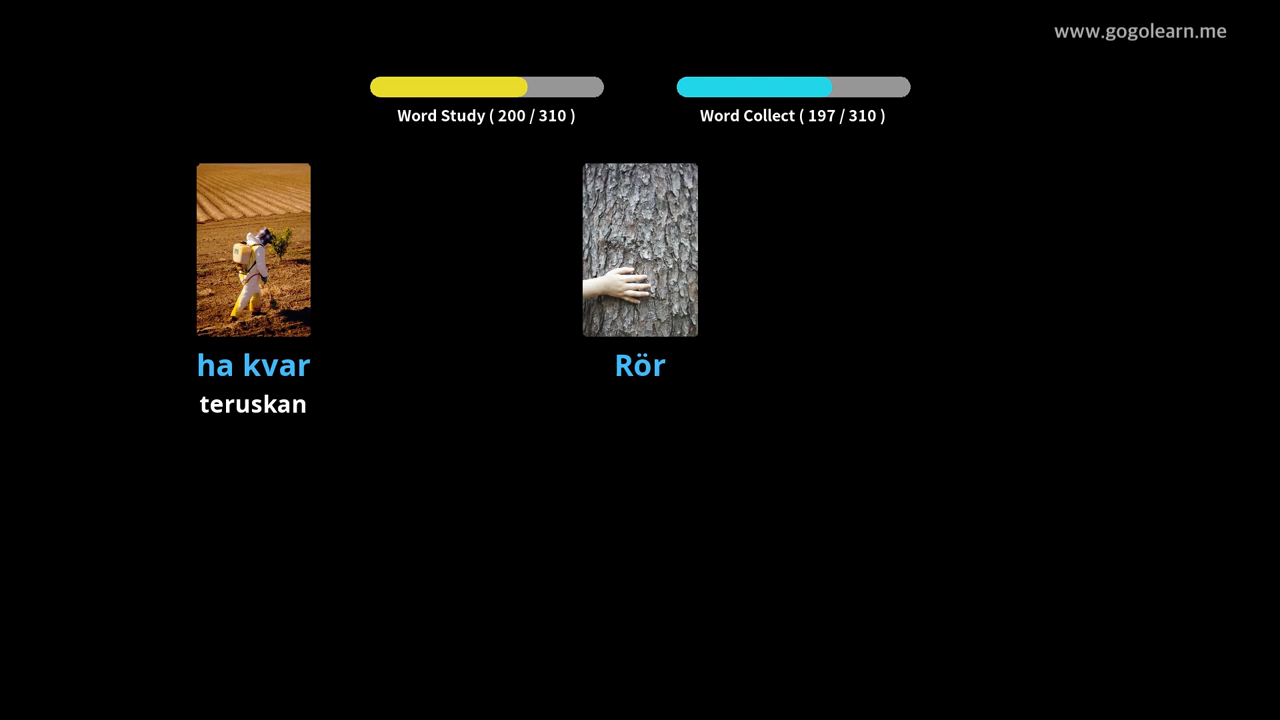 www.gogolearn.me
Word Study ( 200 / 310 )
Word Collect ( 197 / 310 )
ha kvar
Rör
teruskan